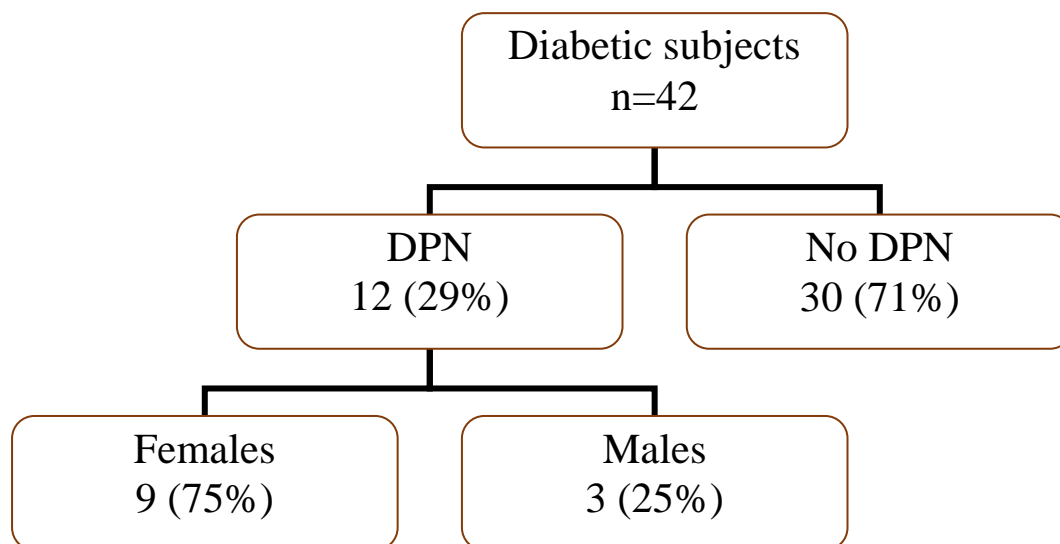 Diabetic subjects
n=42
DPN
12 (29%)
No DPN
30 (71%)
Females
9 (75%)
Males
3 (25%)